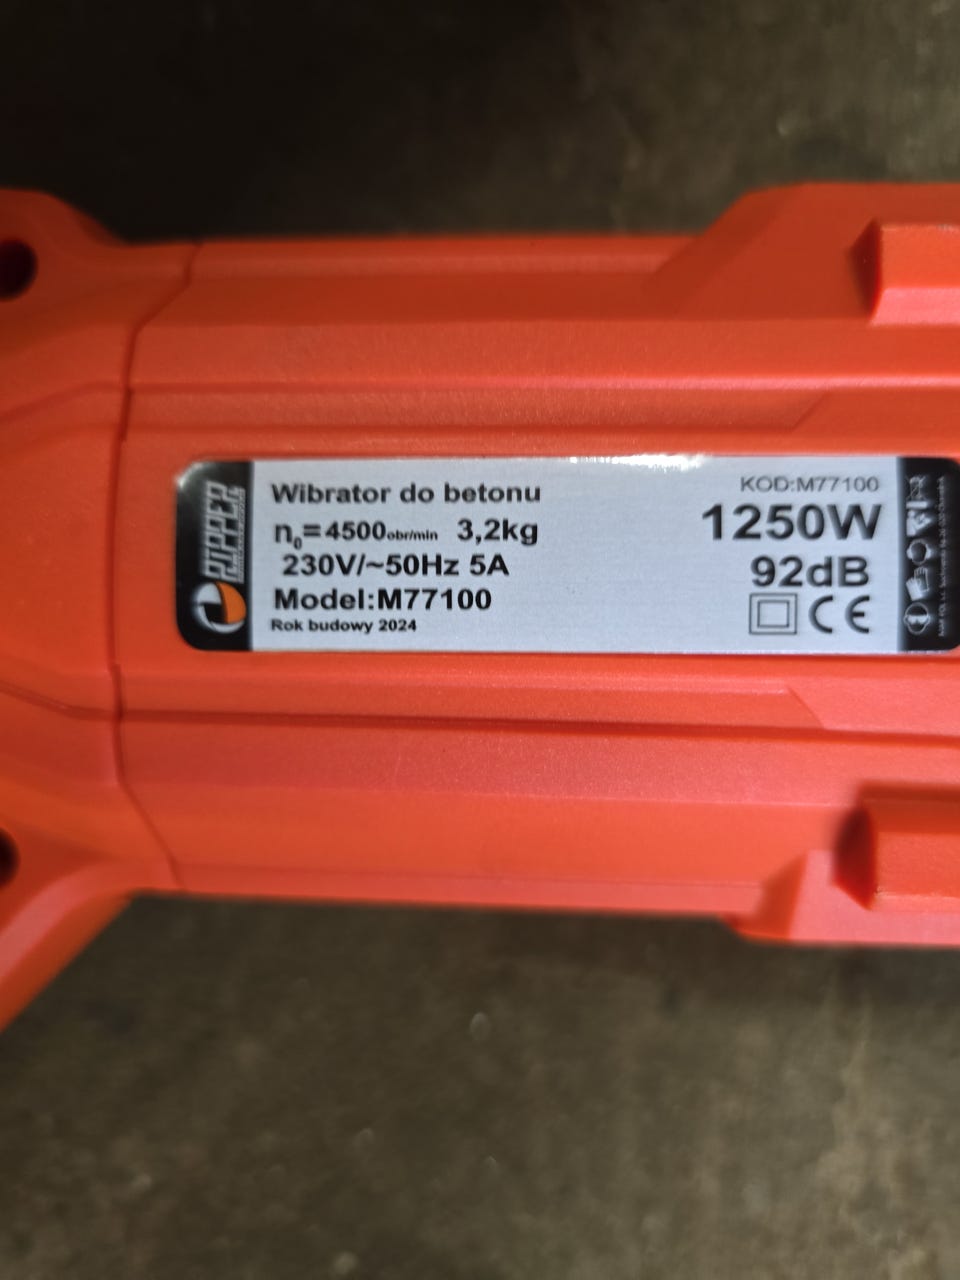 Wibrator do betonu
n0=4500obr/min 3,2kg
230V/~50Hz 5A
Model:M77100
Rok budowy 2024
KOD:M77100
1250W
92dB
CE